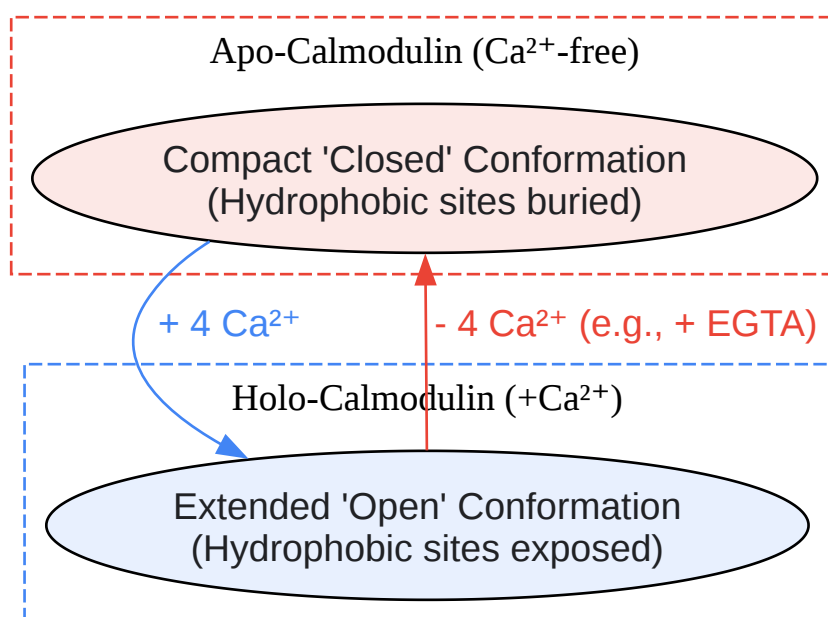 Apo-Calmodulin (Ca²⁺-free)
Compact 'Closed' Conformation
(Hydrophobic sites buried)
+ 4 Ca²⁺
- 4 Ca²⁺ (e.g., + EGTA)
Holo-Calmodulin (+Ca²⁺)
Extended 'Open' Conformation
(Hydrophobic sites exposed)